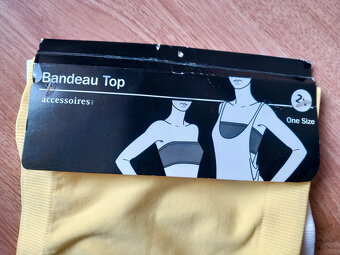 Bandeau Top
accessoires
2
One Size